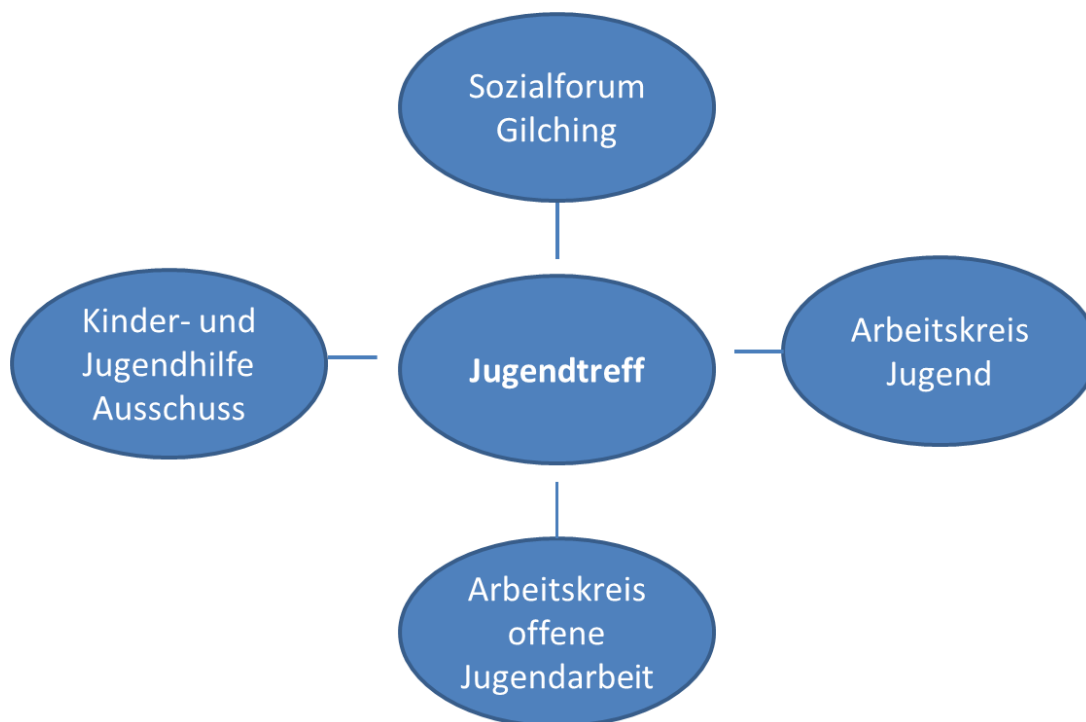 Sozialforum
Gilching
Kinder- und
Jugendhilfe
Ausschuss
Jugendtreff
Arbeitskreis
Jugend
Arbeitskreis
offene
Jugendarbeit